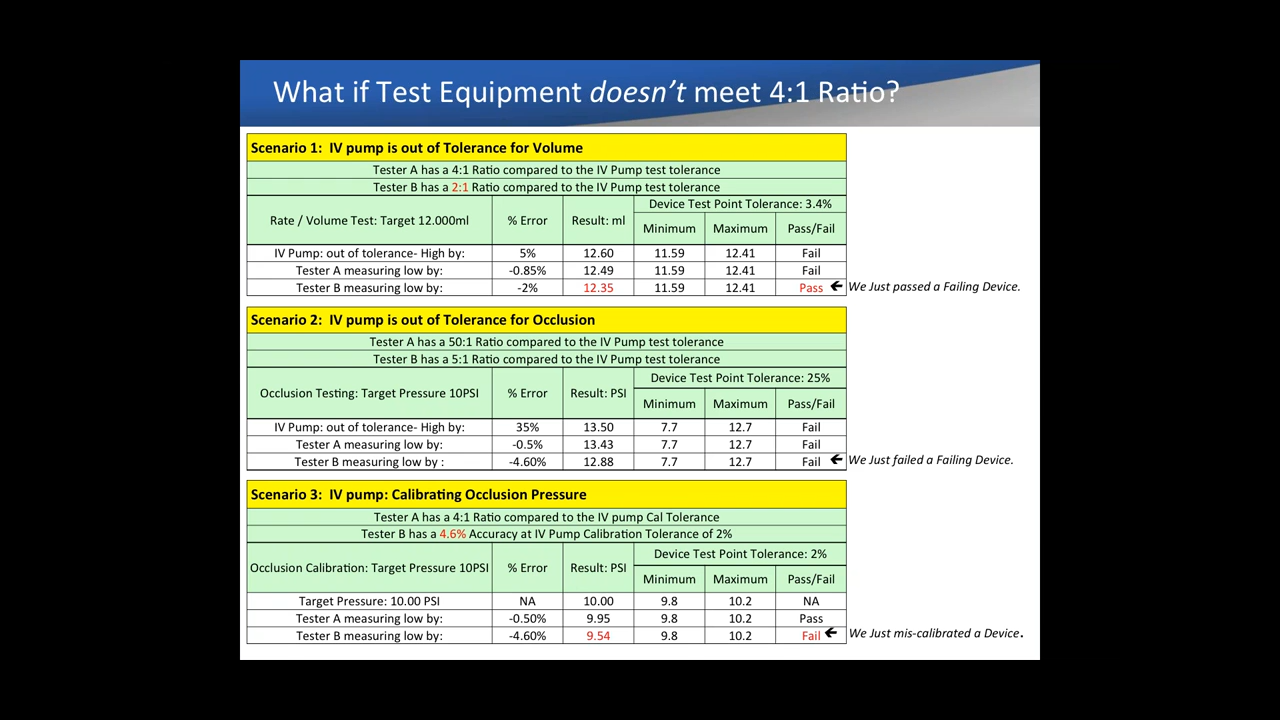 What if Test Equipment doesn't meet 4:1 Ratio?
Scenario 1: IV pump is out of Tolerance for Volume
Tester A has a 4:1 Ratio compared to the IV Pump test tolerance
Tester B has a 2:1 Ratio compared to the IV Pump test tolerance
Rate / Volume Test: Target 12.000ml % Error Result: ml Device Test Point Tolerance: 3.4%
Minimum Maximum Pass/Fail
IV Pump: out of tolerance- High by: 5% 12.60 11.59 12.41 Fail
Tester A measuring low by: -0.85% 12.49 11.59 12.41 Fail
Tester B measuring low by: -2% 12.35 11.59 12.41 Pass ← We Just passed a Failing Device.
Scenario 2: IV pump is out of Tolerance for Occlusion
Tester A has a 50:1 Ratio compared to the IV Pump test tolerance
Tester B has a 5:1 Ratio compared to the IV Pump test tolerance
Occlusion Testing: Target Pressure 10PSI % Error Result: PSI Device Test Point Tolerance: 25%
Minimum Maximum Pass/Fail
IV Pump: out of tolerance- High by: 35% 13.50 7.7 12.7 Fail
Tester A measuring low by: -0.5% 13.43 7.7 12.7 Fail
Tester B measuring low by : -4.60% 12.88 7.7 12.7 Fail ← We Just failed a Failing Device.
Scenario 3: IV pump: Calibrating Occlusion Pressure
Tester A has a 4:1 Ratio compared to the IV pump Cal Tolerance
Tester B has a 4.6% Accuracy at IV Pump Calibration Tolerance of 2%
Occlusion Calibration: Target Pressure 10PSI % Error Result: PSI Device Test Point Tolerance: 2%
Minimum Maximum Pass/Fail
Target Pressure: 10.00 PSI NA 10.00 9.8 10.2 NA
Tester A measuring low by: -0.50% 9.95 9.8 10.2 Pass
Tester B measuring low by: -4.60% 9.54 9.8 10.2 Fail ← We Just mis-calibrated a Device.